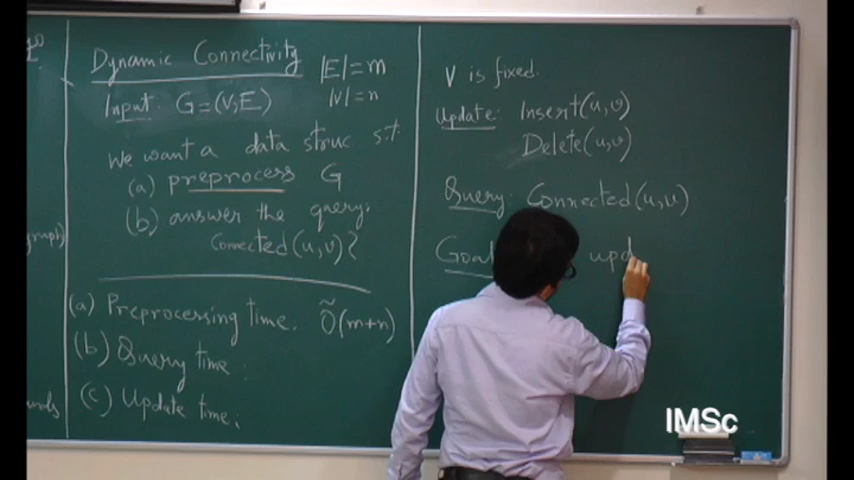 Dynamic Connectivity
|E|=m
|V|=n
Input: G=(V,E)
We want a data struc s.t.
(a) preprocess G
(b) answer the query:
Connected(u,v)?
(a) Preprocessing time. Õ(m+n)
(b) Query time:
(c) Update time:
V is fixed.
Update: Insert(u,v)
Delete(u,v)
Query: Connected(u,v)
Goal upd
IMSc